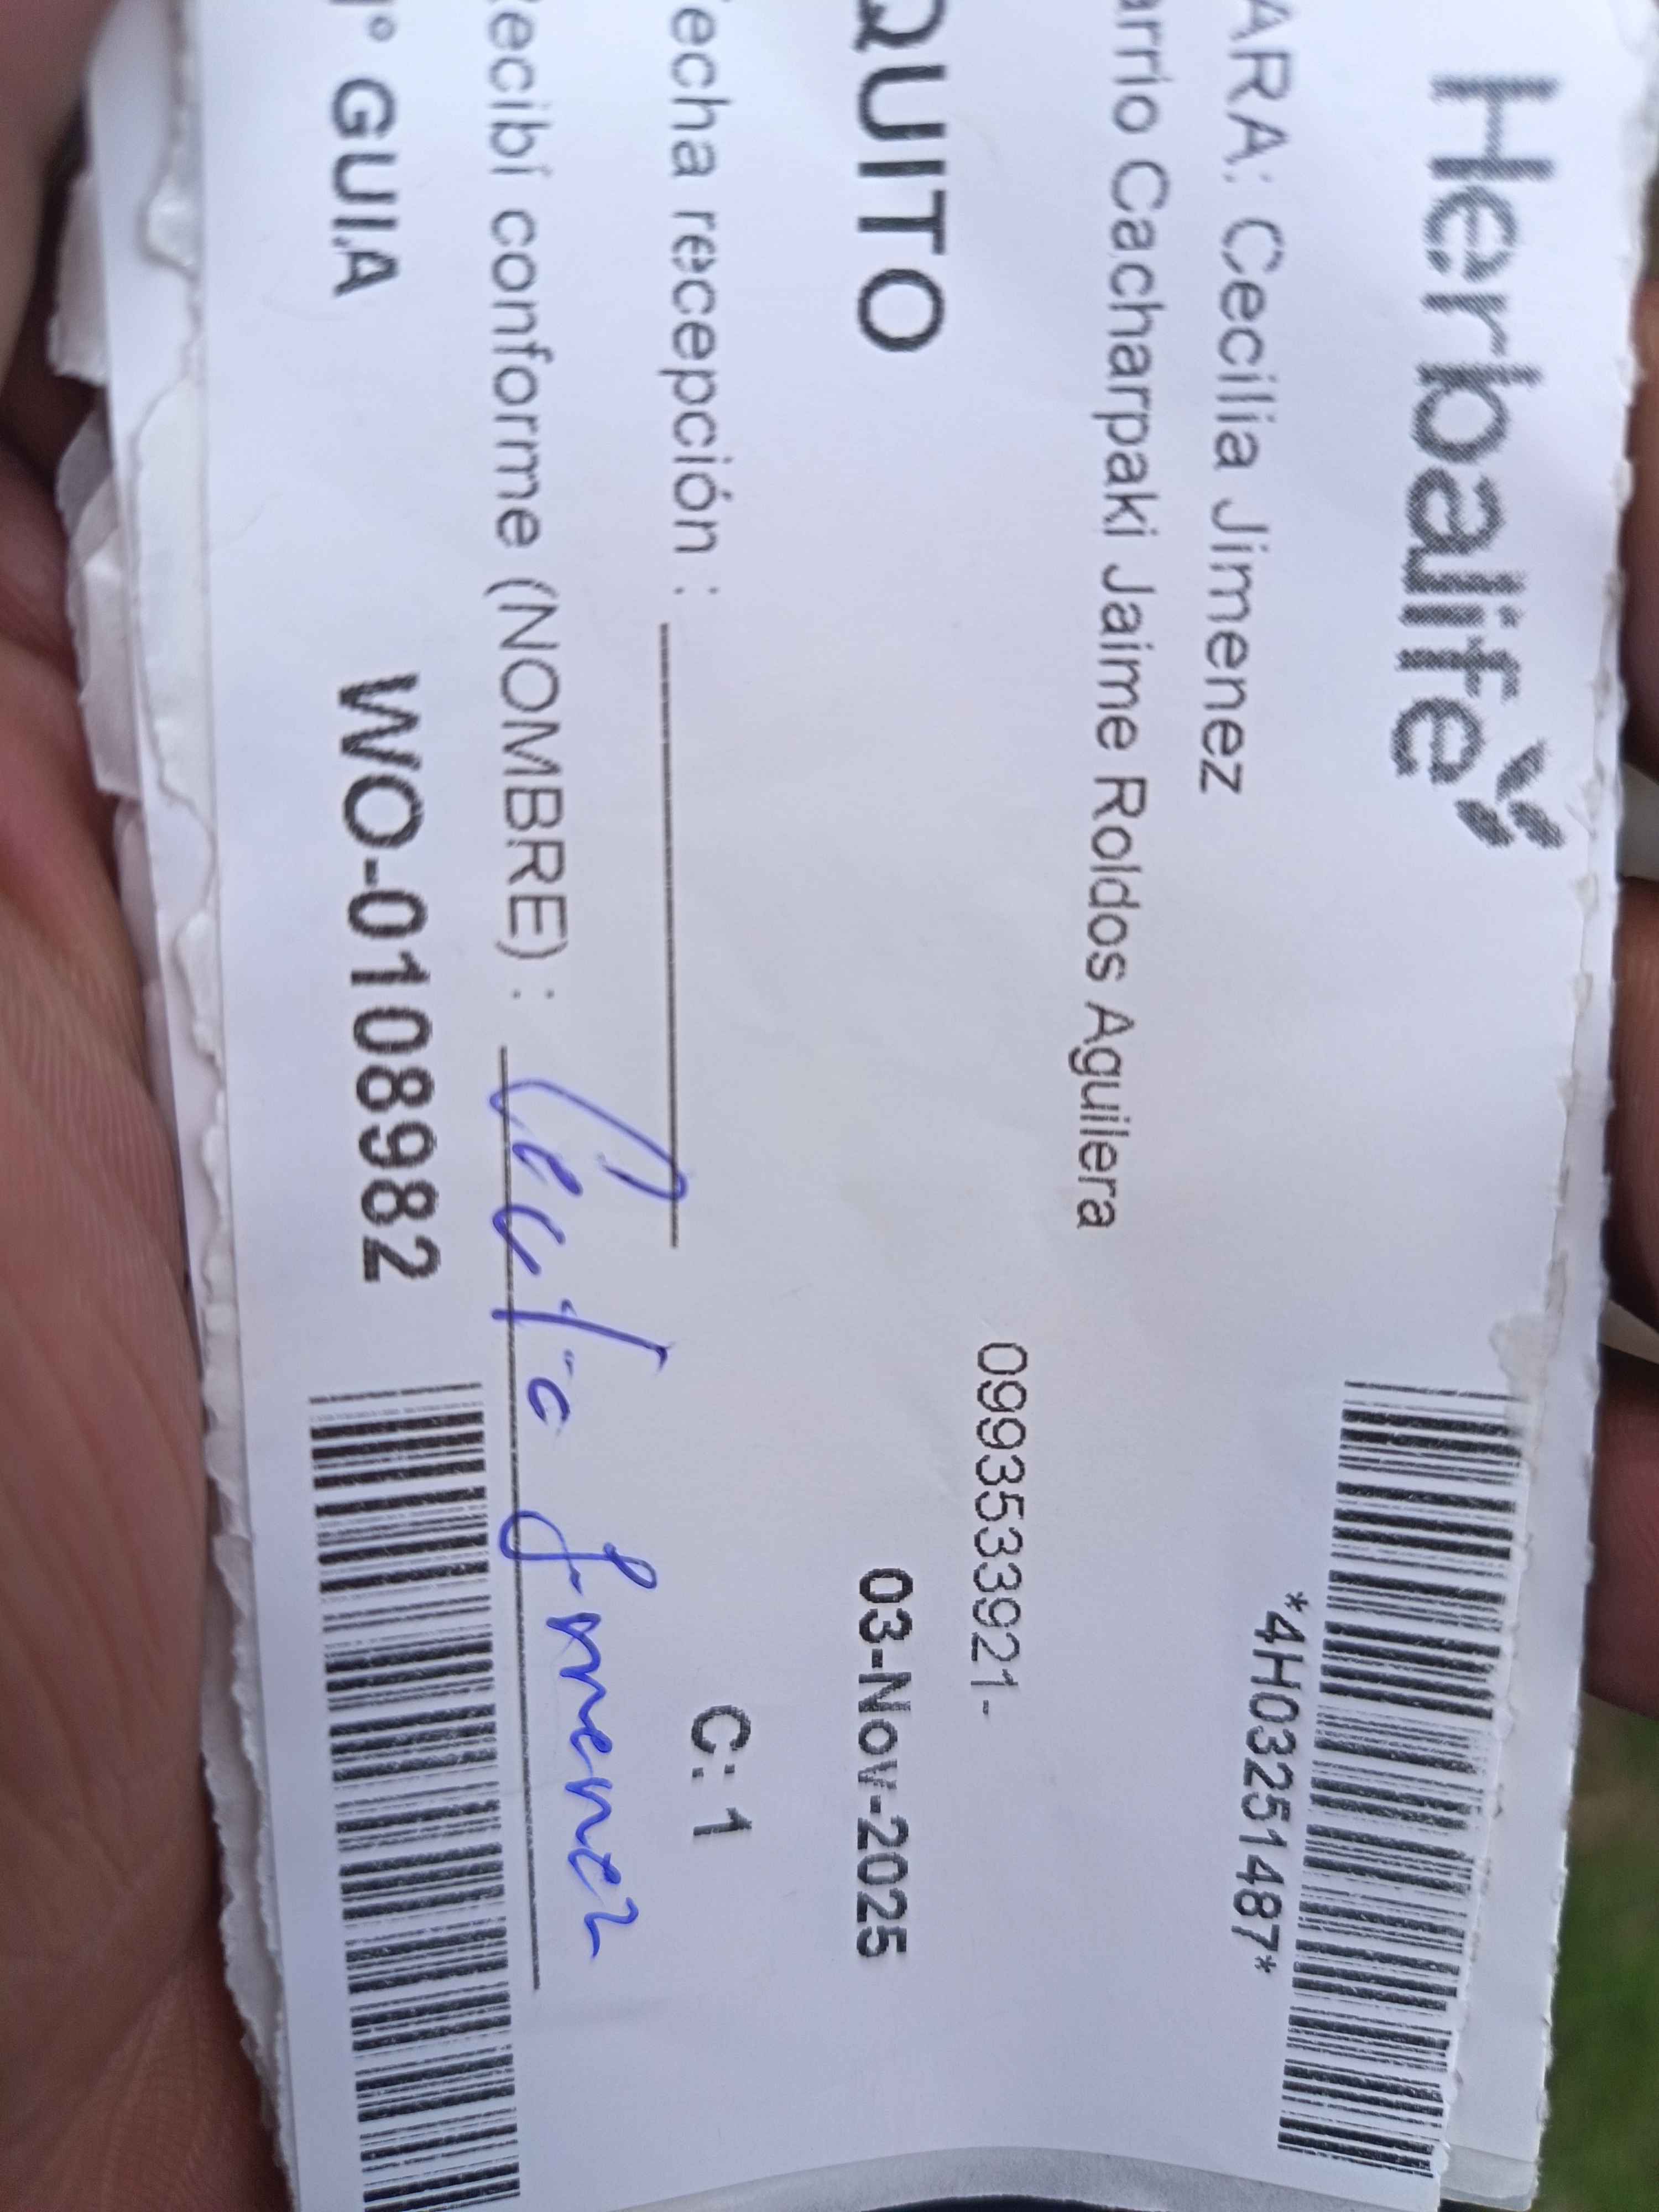 Herbalife
*4H03251487*
ARA: Cecilia Jimenez
arrio Cacharpaki Jaime Roldos Aguilera
0993533921-
QUITO 03-Nov-2025
echa recepción : C: 1
ecibí conforme (NOMBRE) : Cecilia Jimenez
° GUIA WO-0108982